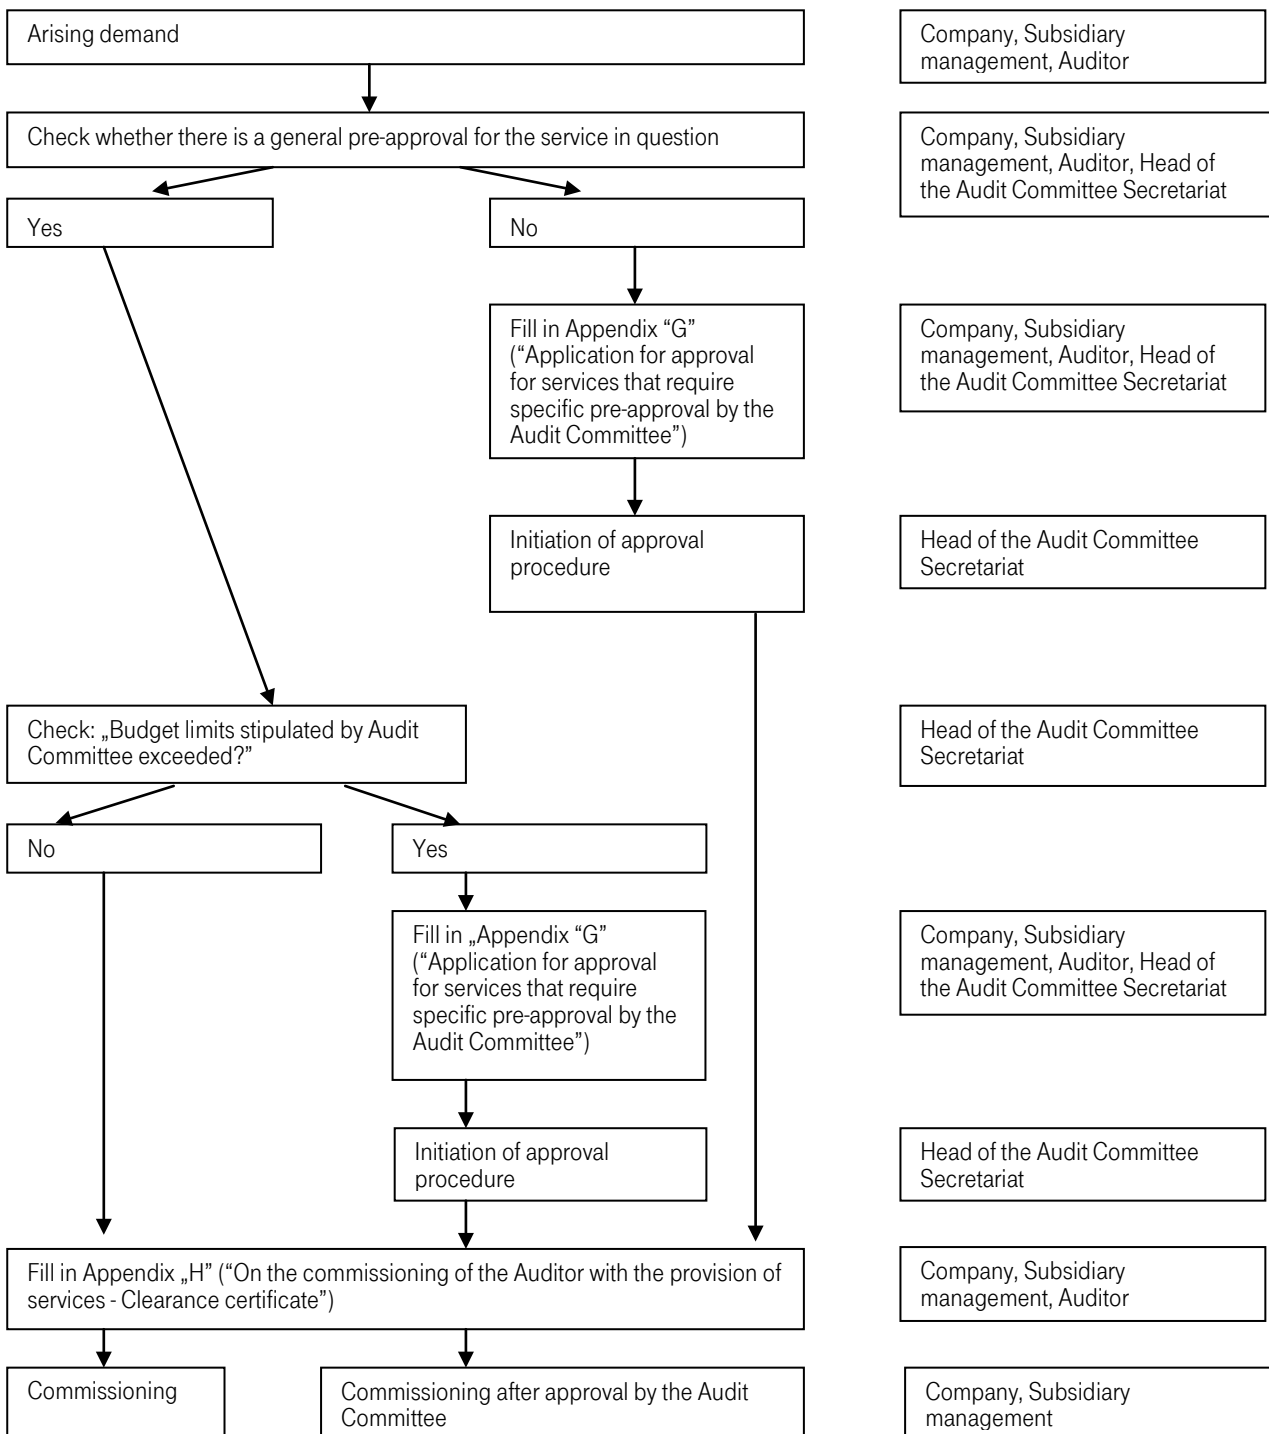 Arising demand
Company, Subsidiary
management, Auditor
Check whether there is a general pre-approval for the service in question
Company, Subsidiary
management, Auditor, Head of
the Audit Committee Secretariat
Yes
No
Fill in Appendix “G”
(“Application for approval
for services that require
specific pre-approval by the
Audit Committee”)
Company, Subsidiary
management, Auditor, Head of
the Audit Committee Secretariat
Initiation of approval
procedure
Head of the Audit Committee
Secretariat
Check: „Budget limits stipulated by Audit
Committee exceeded?”
Head of the Audit Committee
Secretariat
No
Yes
Fill in „Appendix “G”
(“Application for approval
for services that require
specific pre-approval by the
Audit Committee”)
Company, Subsidiary
management, Auditor, Head of
the Audit Committee Secretariat
Initiation of approval
procedure
Head of the Audit Committee
Secretariat
Fill in Appendix „H” (“On the commissioning of the Auditor with the provision of
services - Clearance certificate”)
Company, Subsidiary
management, Auditor
Commissioning
Commissioning after approval by the Audit
Committee
Company, Subsidiary
management